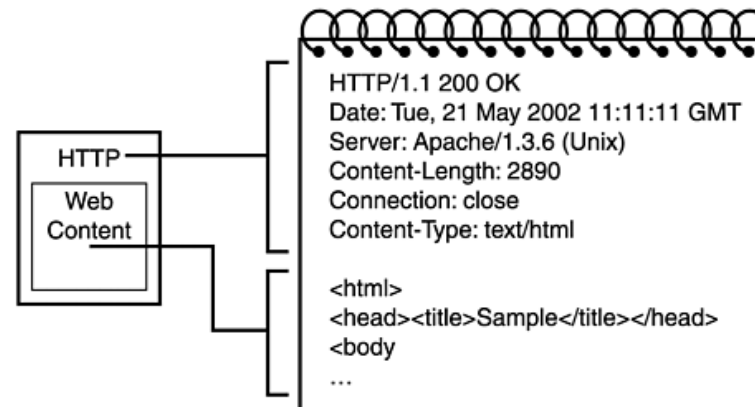 HTTP
Web
Content
HTTP/1.1 200 OK
Date: Tue, 21 May 2002 11:11:11 GMT
Server: Apache/1.3.6 (Unix)
Content-Length: 2890
Connection: close
Content-Type: text/html
<html>
<head><title>Sample</title></head>
<body
...